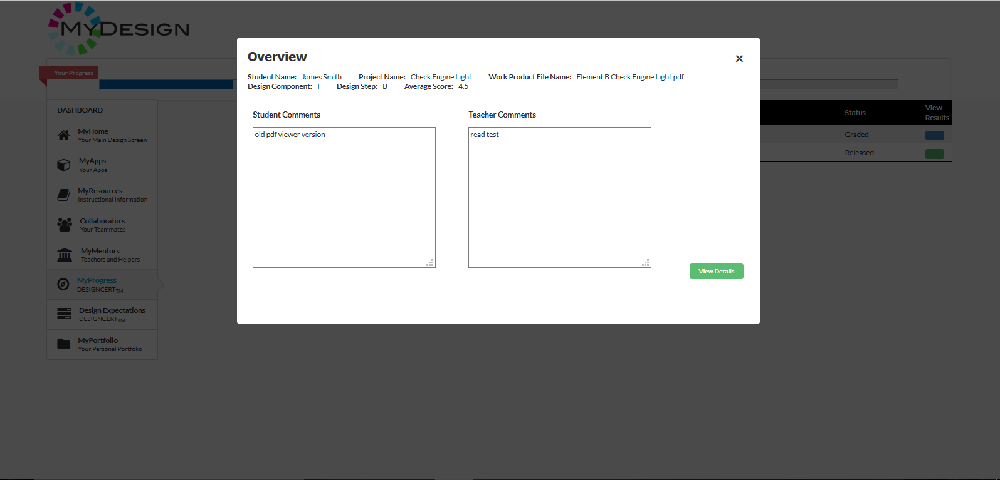 MYDESIGN
Your Progress
DASHBOARD
MyHome
Your Main Design Screen
MyApps
Your Apps
MyResources
Instructional Information
Collaborators
Your Teammates
MyMentors
Teachers and Helpers
MyProgress
DESIGNCERTTM
Design Expectations
DESIGNCERTTM
MyPortfolio
Your Personal Portfolio
Overview
×
Student Name: James Smith Project Name: Check Engine Light Work Product File Name: Element B Check Engine Light.pdf
Design Component: I Design Step: B Average Score: 4.5
Student Comments Teacher Comments
old pdf viewer version read test
View Details
Status View
Results
Graded
Released